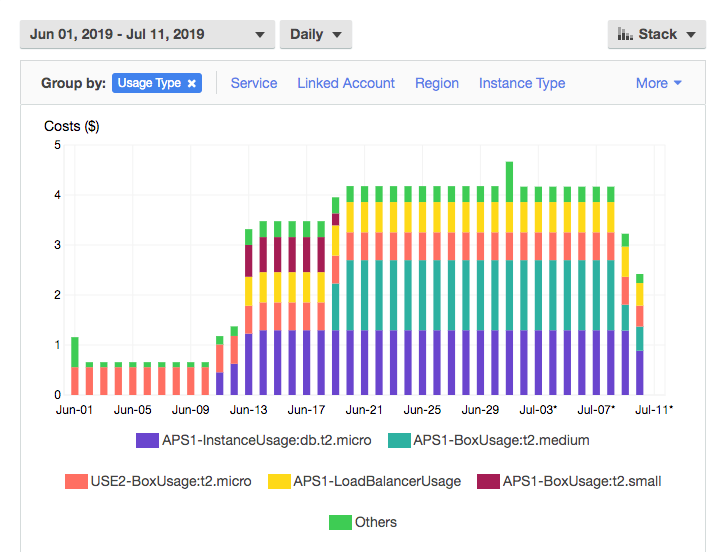 Jun 01, 2019 - Jul 11, 2019 Daily Stack
Group by: Usage Type × Service Linked Account Region Instance Type More
Costs ($)
5
4
3
2
1
0
Jun-01 Jun-05 Jun-09 Jun-13 Jun-17 Jun-21 Jun-25 Jun-29 Jul-03* Jul-07* Jul-11*
APS1-InstanceUsage:db.t2.micro APS1-BoxUsage:t2.medium
USE2-BoxUsage:t2.micro APS1-LoadBalancerUsage APS1-BoxUsage:t2.small
Others